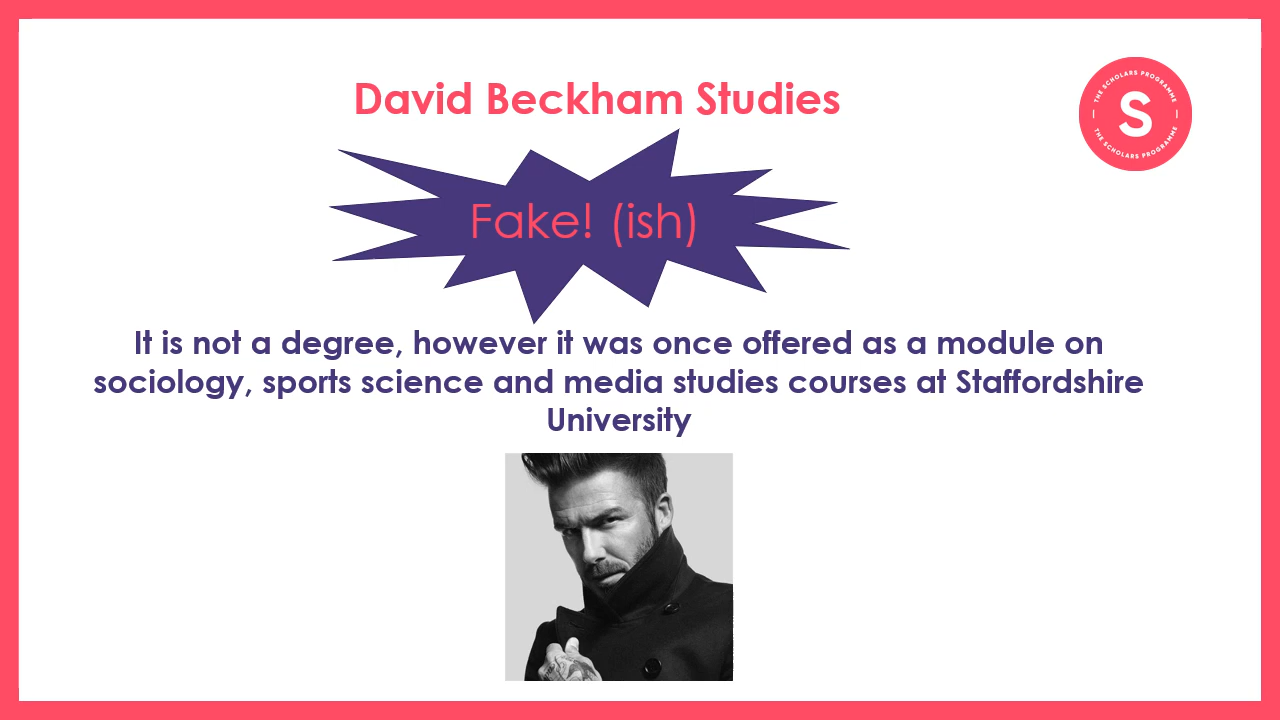 David Beckham Studies
THE SCHOLARS PROGRAMME
S
THE SCHOLARS PROGRAMME
Fake! (ish)
It is not a degree, however it was once offered as a module on
sociology, sports science and media studies courses at Staffordshire
University